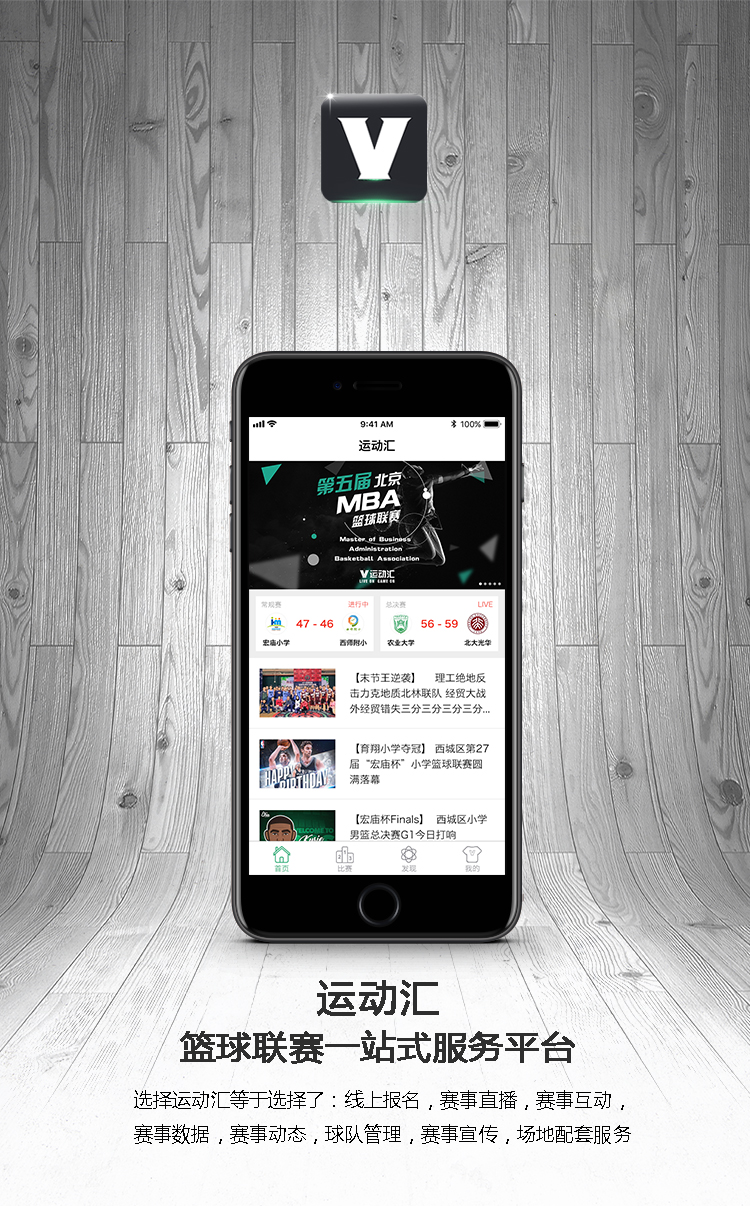 V
9:41 AM
100%
运动汇
第五届 北京
MBA
篮球联赛
Master of Business
Administration
Basketball Association
V运动汇
LIVE OR GAME OG
常规赛
进行中
47 - 46
宏庙小学
西师附小
总决赛
LIVE
56 - 59
农业大学
北大光华
【末节王逆袭】 理工绝地反
击力克地质北林联队 经贸大战
外经贸错失三分三分三分三分...
HAPPY
BIRTHDAY
【育翔小学夺冠】 西城区第27
届“宏庙杯”小学篮球联赛圆
满落幕
WELCOME TO
【宏庙杯Finals】 西城区小学
男篮总决赛G1今日打响
首页
比赛
发现
我的
运动汇
篮球联赛一站式服务平台
选择运动汇等于选择了：线上报名，赛事直播，赛事互动，
赛事数据，赛事动态，球队管理，赛事宣传，场地配套服务